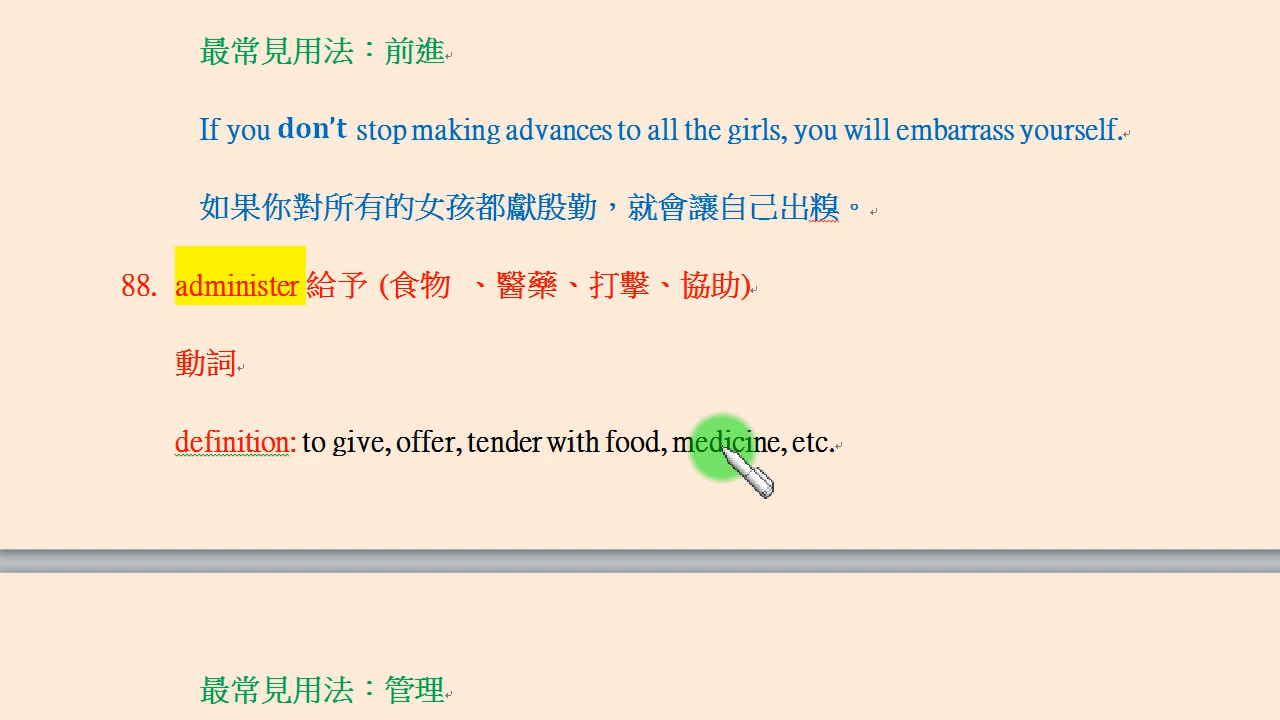 最常見用法：前進
If you don't stop making advances to all the girls, you will embarrass yourself.
如果你對所有的女孩都獻殷勤，就會讓自己出糗。
88. administer 給予 (食物 、醫藥、打擊、協助)
動詞
definition: to give, offer, tender with food, medicine, etc.
最常見用法：管理